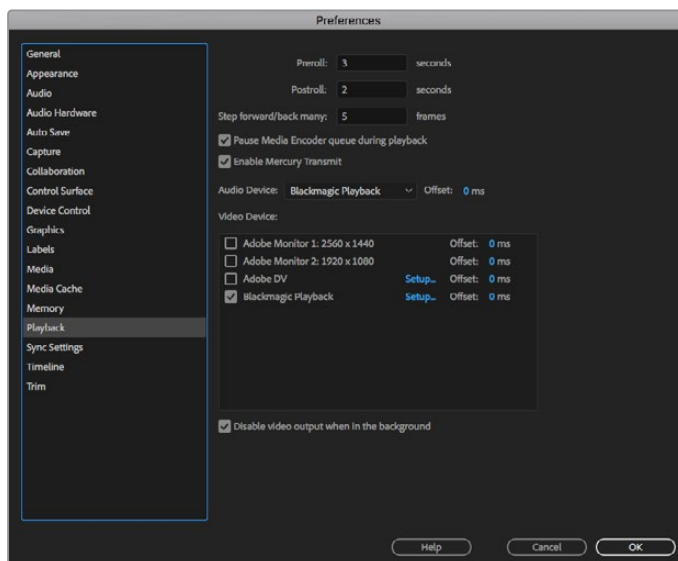 Preferences
General
Appearance
Audio
Audio Hardware
Auto Save
Capture
Collaboration
Control Surface
Device Control
Graphics
Labels
Media
Media Cache
Memory
Playback
Sync Settings
Timeline
Trim
Preroll: 3 seconds
Postroll: 2 seconds
Step forward/back many: 5 frames
Pause Media Encoder queue during playback
Enable Mercury Transmit
Audio Device: Blackmagic Playback Offset: 0 ms
Video Device:
Adobe Monitor 1: 2560 x 1440 Offset: 0 ms
Adobe Monitor 2: 1920 x 1080 Offset: 0 ms
Adobe DV Setup... Offset: 0 ms
Blackmagic Playback Setup... Offset: 0 ms
Disable video output when in the background
Help Cancel OK